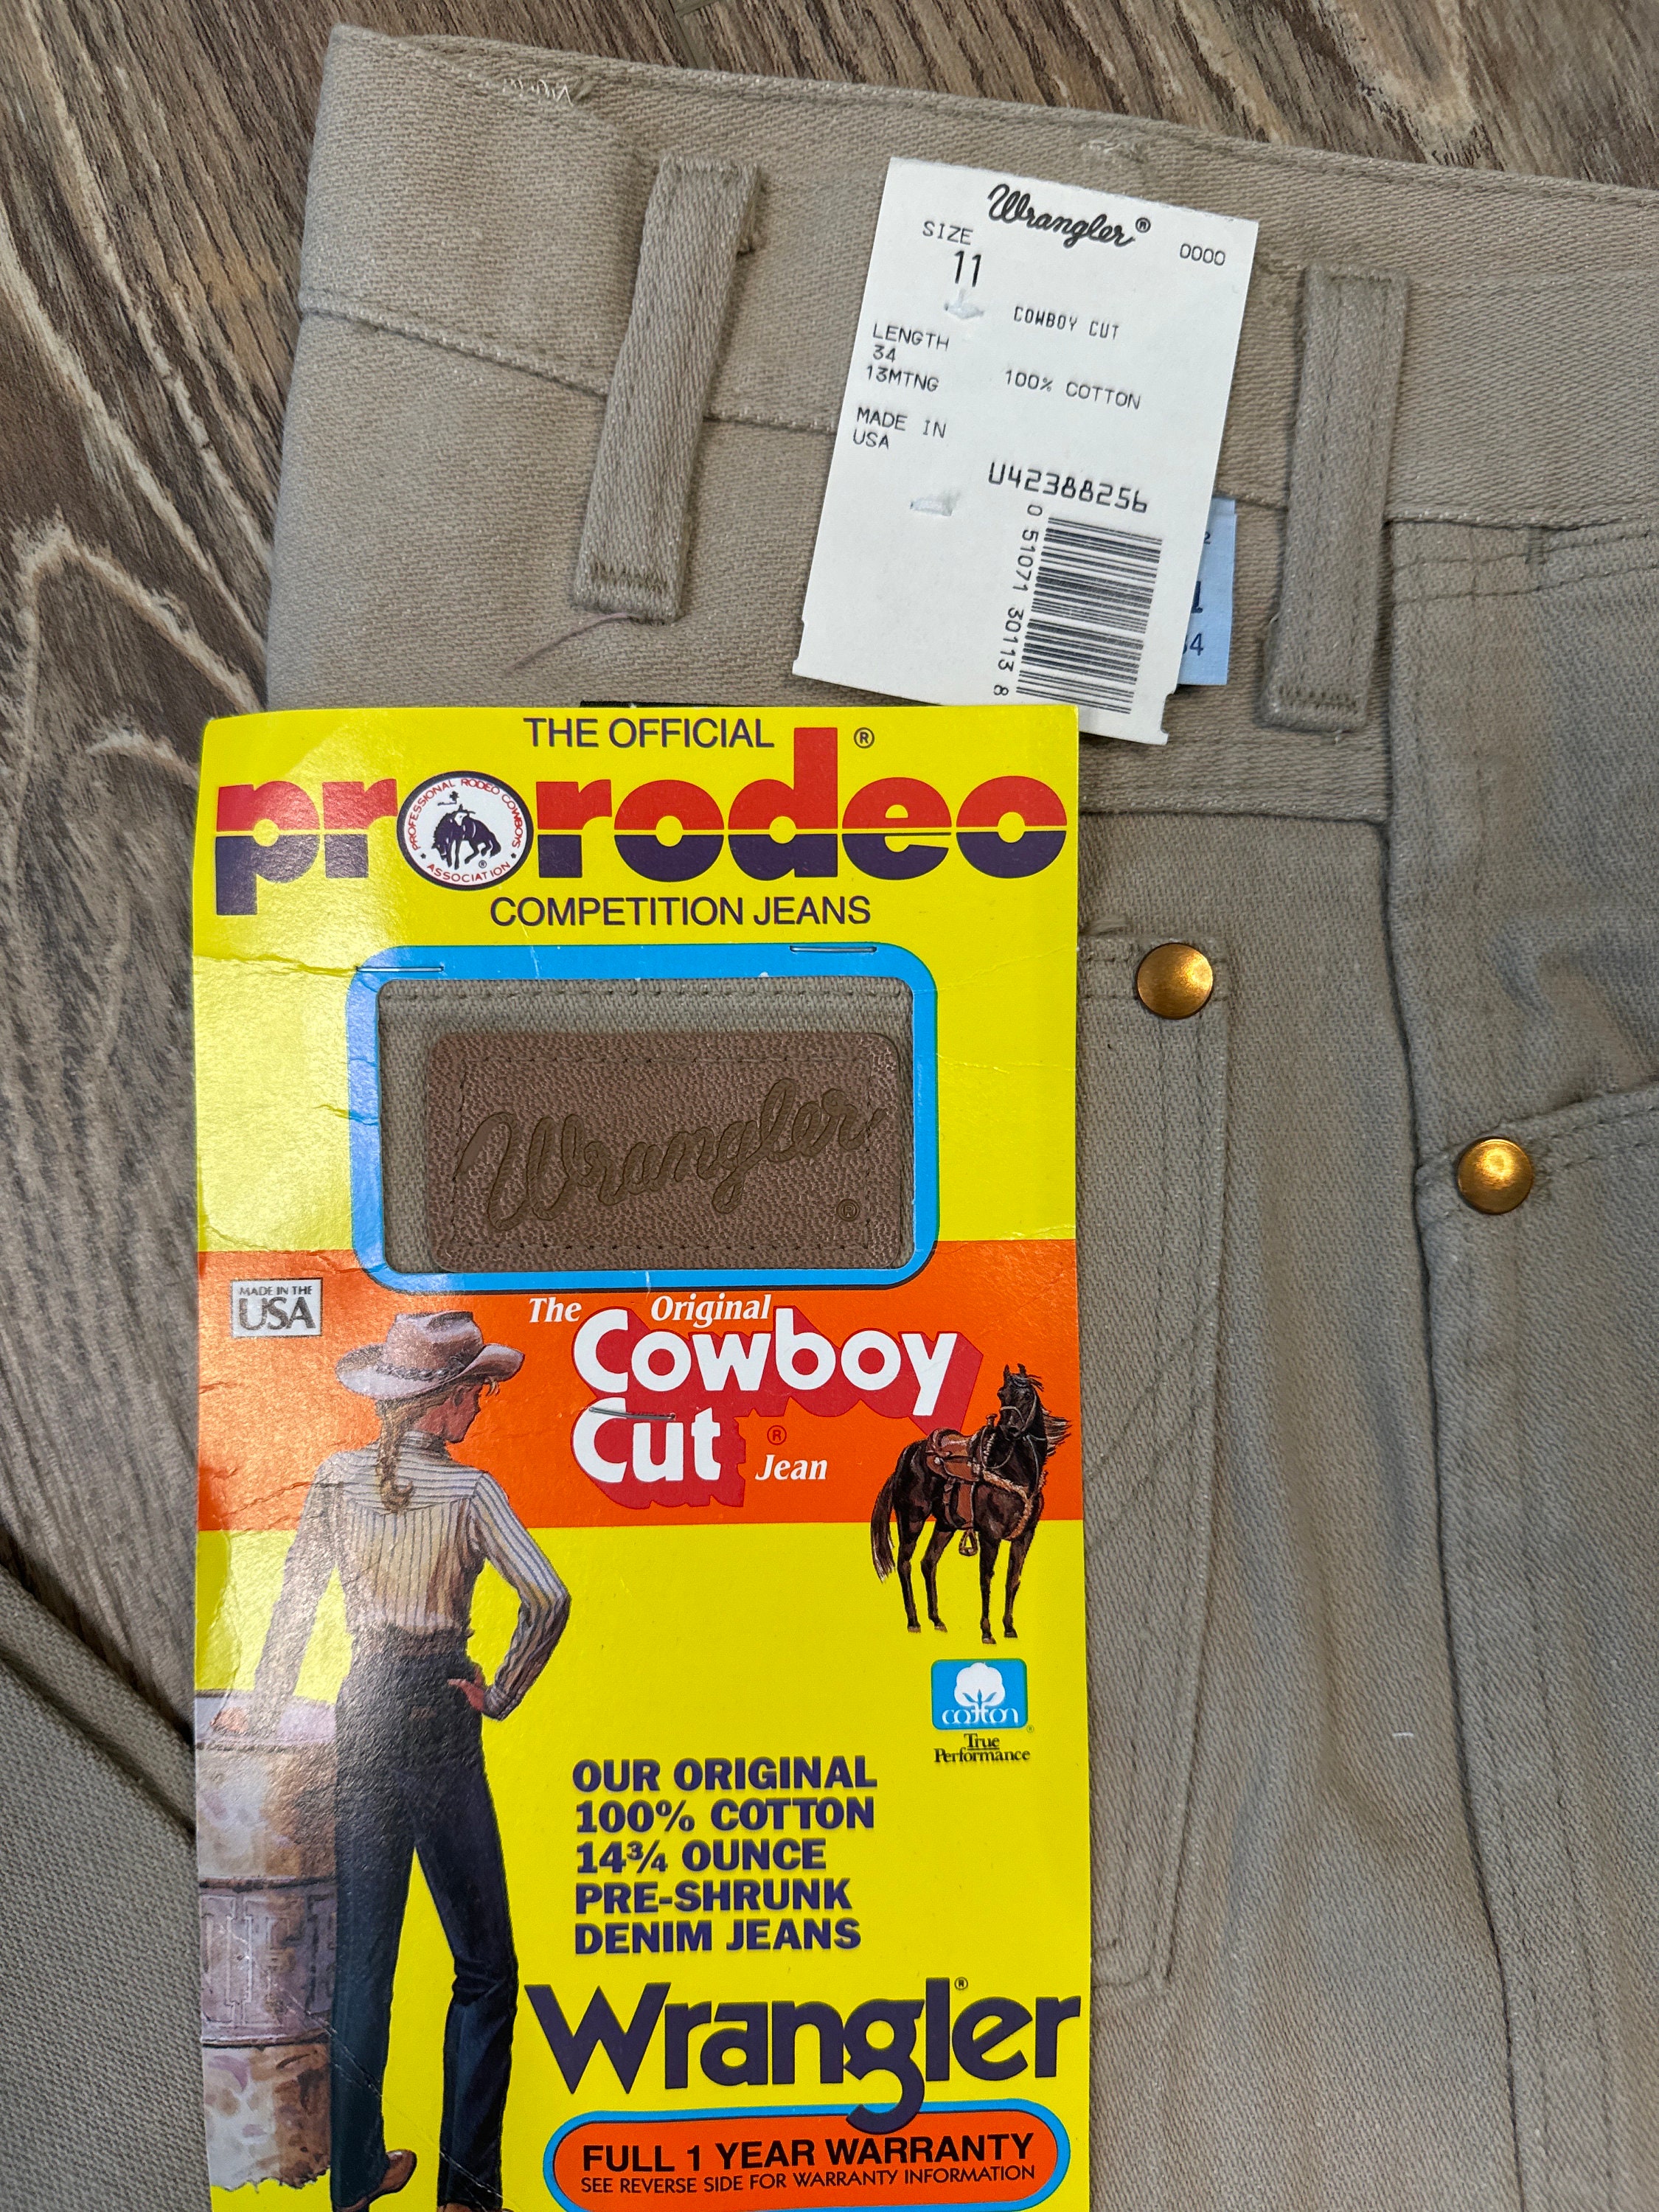 Wrangler®
0000
SIZE
11
COWBOY CUT
LENGTH
34
13MTNG
100% COTTON
MADE IN
USA
U42388256
0 51071 30113 8
THE OFFICIAL
prorodeo®
PROFESSIONAL RODEO COWBOYS
ASSOCIATION ®
COMPETITION JEANS
Wrangler
®
MADE IN THE
USA
The Original
Cowboy
Cut ®
Jean
cotton®
True
Performance
OUR ORIGINAL
100% COTTON
14¾ OUNCE
PRE-SHRUNK
DENIM JEANS
Wrangler®
FULL 1 YEAR WARRANTY
SEE REVERSE SIDE FOR WARRANTY INFORMATION